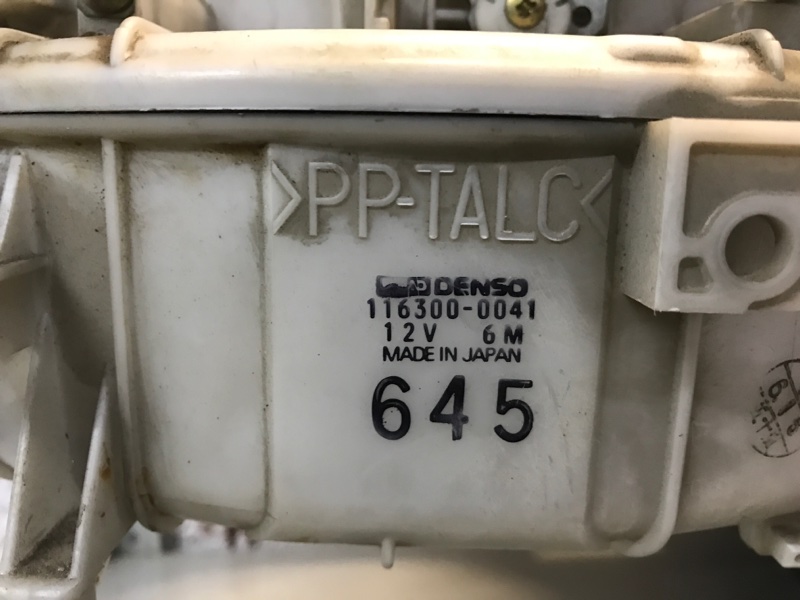 >PP-TALC<
DENSO
116300-0041
12V 6M
MADE IN JAPAN
645